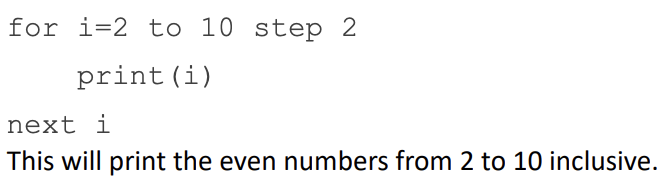 for i=2 to 10 step 2
    print(i)
next i
This will print the even numbers from 2 to 10 inclusive.